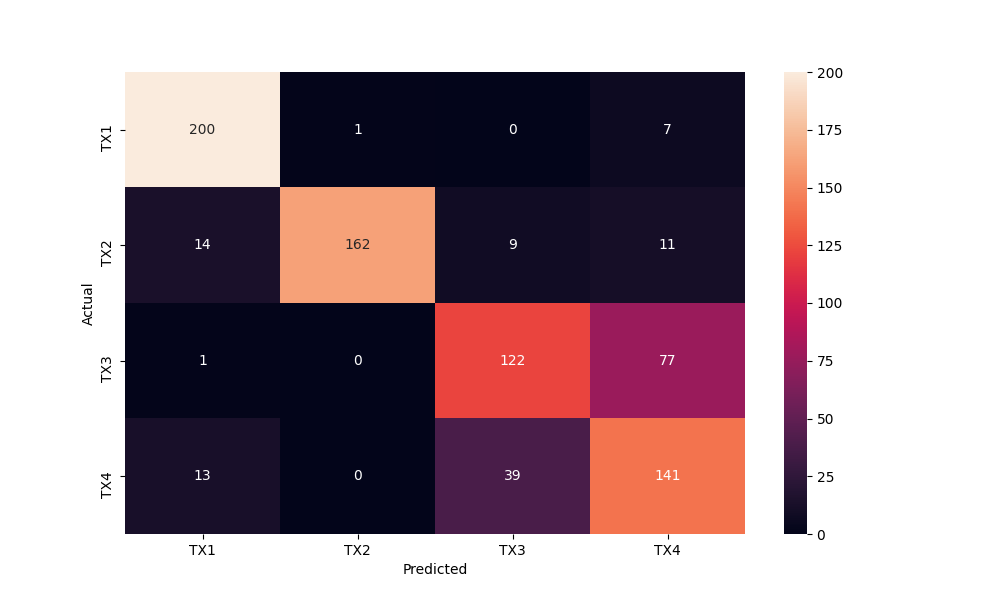 200
TX1 200 1 0 7
175
150
TX2 14 162 9 11
125
Actual
100
TX3 1 0 122 77
75
50
TX4 13 0 39 141
25
0
TX1 TX2 TX3 TX4
Predicted